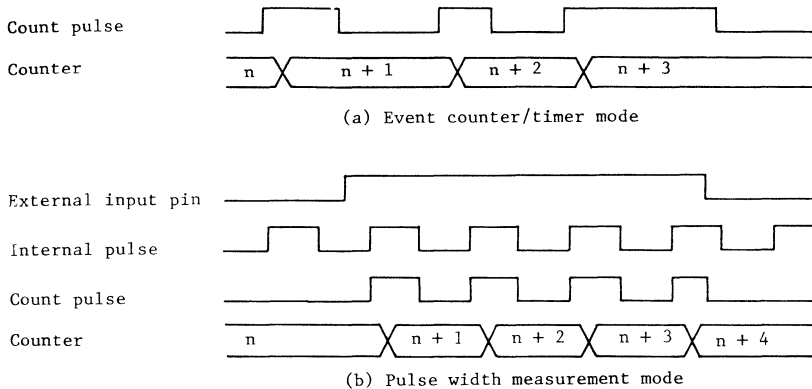 Count pulse
Counter n n + 1 n + 2 n + 3
(a) Event counter/timer mode
External input pin
Internal pulse
Count pulse
Counter n n + 1 n + 2 n + 3 n + 4
(b) Pulse width measurement mode